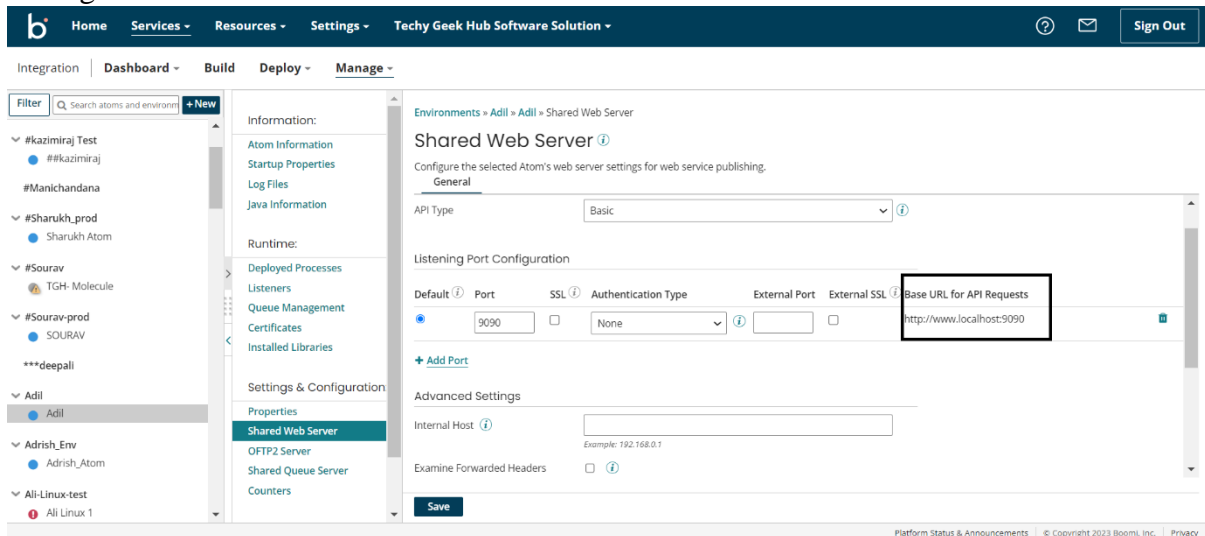 b Home Services Resources Settings Techy Geek Hub Software Solution ? Sign Out
Integration Dashboard Build Deploy Manage
Filter Search atoms and environm +New
#kazimiraj Test
##kazimiraj
#Manichandana
#Sharukh_prod
Sharukh Atom
#Sourav
TGH- Molecule
#Sourav-prod
SOURAV
***deepali
Adil
Adil
Adrish_Env
Adrish_Atom
Ali-Linux-test
Ali Linux 1
Information:
Atom Information
Startup Properties
Log Files
Java Information
Runtime:
Deployed Processes
Listeners
Queue Management
Certificates
Installed Libraries
Settings & Configuration
Properties
Shared Web Server
OFTP2 Server
Shared Queue Server
Counters
Environments » Adil » Adil » Shared Web Server
Shared Web Server i
Configure the selected Atom's web server settings for web service publishing.
General
API Type Basic i
Listening Port Configuration
Default i Port SSL i Authentication Type External Port External SSL i Base URL for API Requests
9090 None i http://www.localhost:9090
+ Add Port
Advanced Settings
Internal Host i
Example: 192.168.0.1
Examine Forwarded Headers i
Save
Platform Status & Announcements © Copyright 2023 Boomi, Inc. Privacy